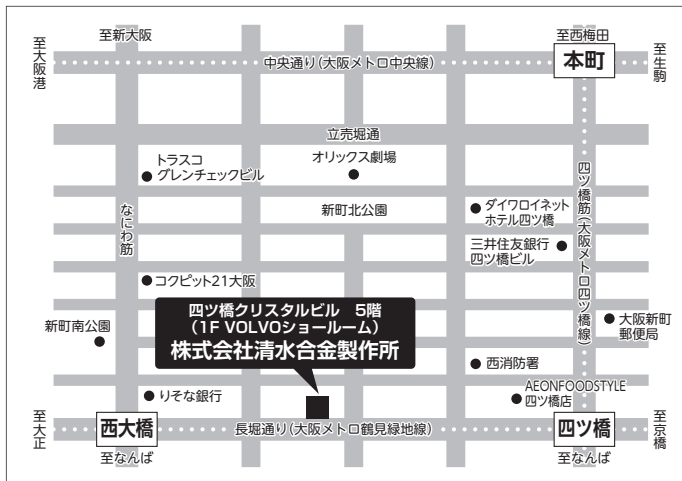 至新大阪
至西梅田
至大阪港
中央通り（大阪メトロ中央線）
本町
至生駒
立売堀通
トラスコ
グレンチェックビル
オリックス劇場
なにわ筋
新町北公園
ダイワロイネット
ホテル四ツ橋
四ツ橋筋（大阪メトロ四ツ橋線）
三井住友銀行
四ツ橋ビル
コクピット21大阪
四ツ橋クリスタルビル 5階
（1F VOLVOショールーム）
株式会社清水合金製作所
新町南公園
大阪新町
郵便局
西消防署
りそな銀行
AEONFOODSTYLE
四ツ橋店
至大正
西大橋
長堀通り（大阪メトロ鶴見緑地線）
四ツ橋
至京橋
至なんば
至なんば